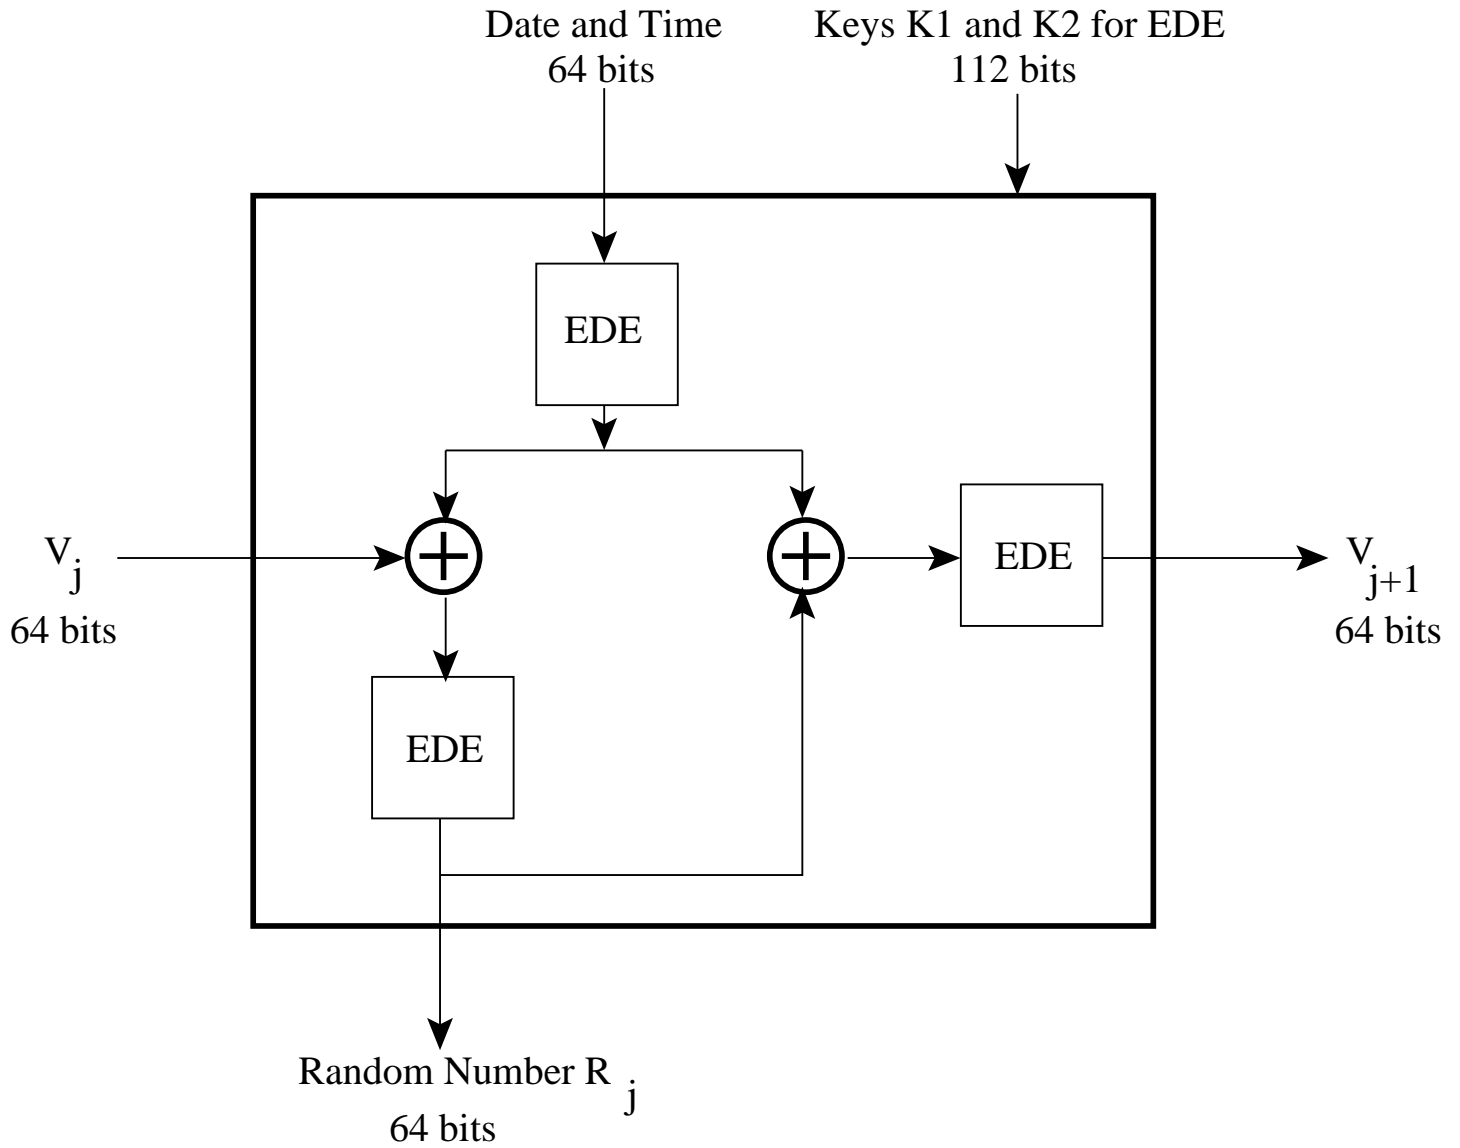 Date and Time
64 bits
Keys K1 and K2 for EDE
112 bits
EDE
V j
64 bits
EDE
V j+1
64 bits
EDE
Random Number R j
64 bits